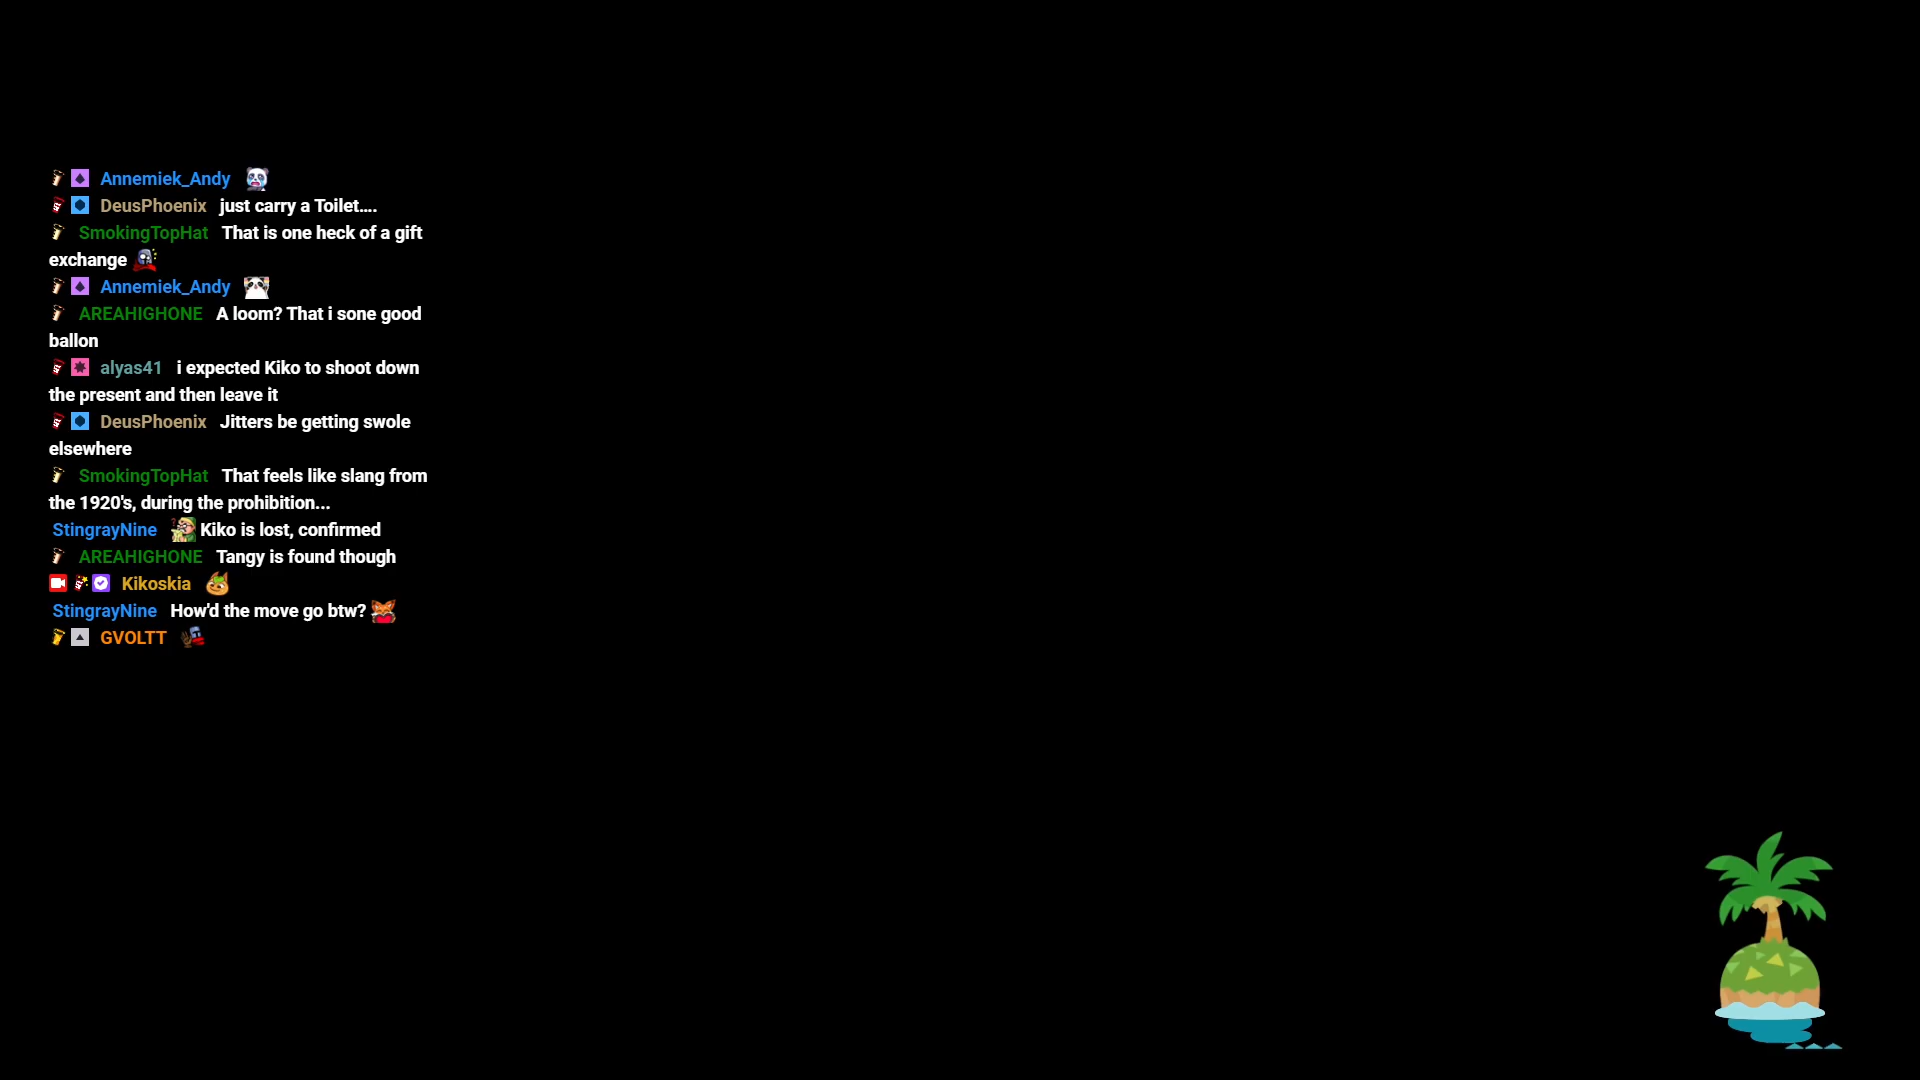 Annemiek_Andy
DeusPhoenix just carry a Toilet....
SmokingTopHat That is one heck of a gift
exchange
Annemiek_Andy
AREAHIGHONE A loom? That i sone good
ballon
alyas41 i expected Kiko to shoot down
the present and then leave it
DeusPhoenix Jitters be getting swole
elsewhere
SmokingTopHat That feels like slang from
the 1920's, during the prohibition...
StingrayNine Kiko is lost, confirmed
AREAHIGHONE Tangy is found though
Kikoskia
StingrayNine How'd the move go btw?
GVOLTT